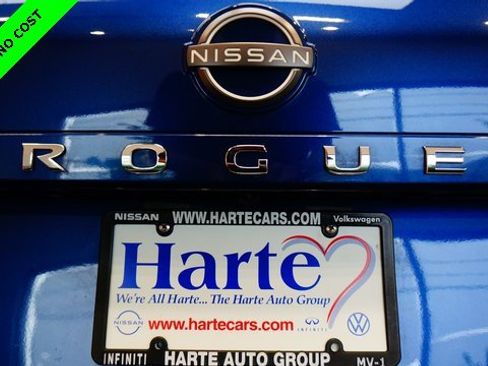 NO COST
NISSAN
ROGUE
NISSAN WWW.HARTECARS.COM Volkswagen
Harte
We're All Harte... The Harte Auto Group
www.hartecars.com INFINITI
INFINITI HARTE AUTO GROUP MV-1